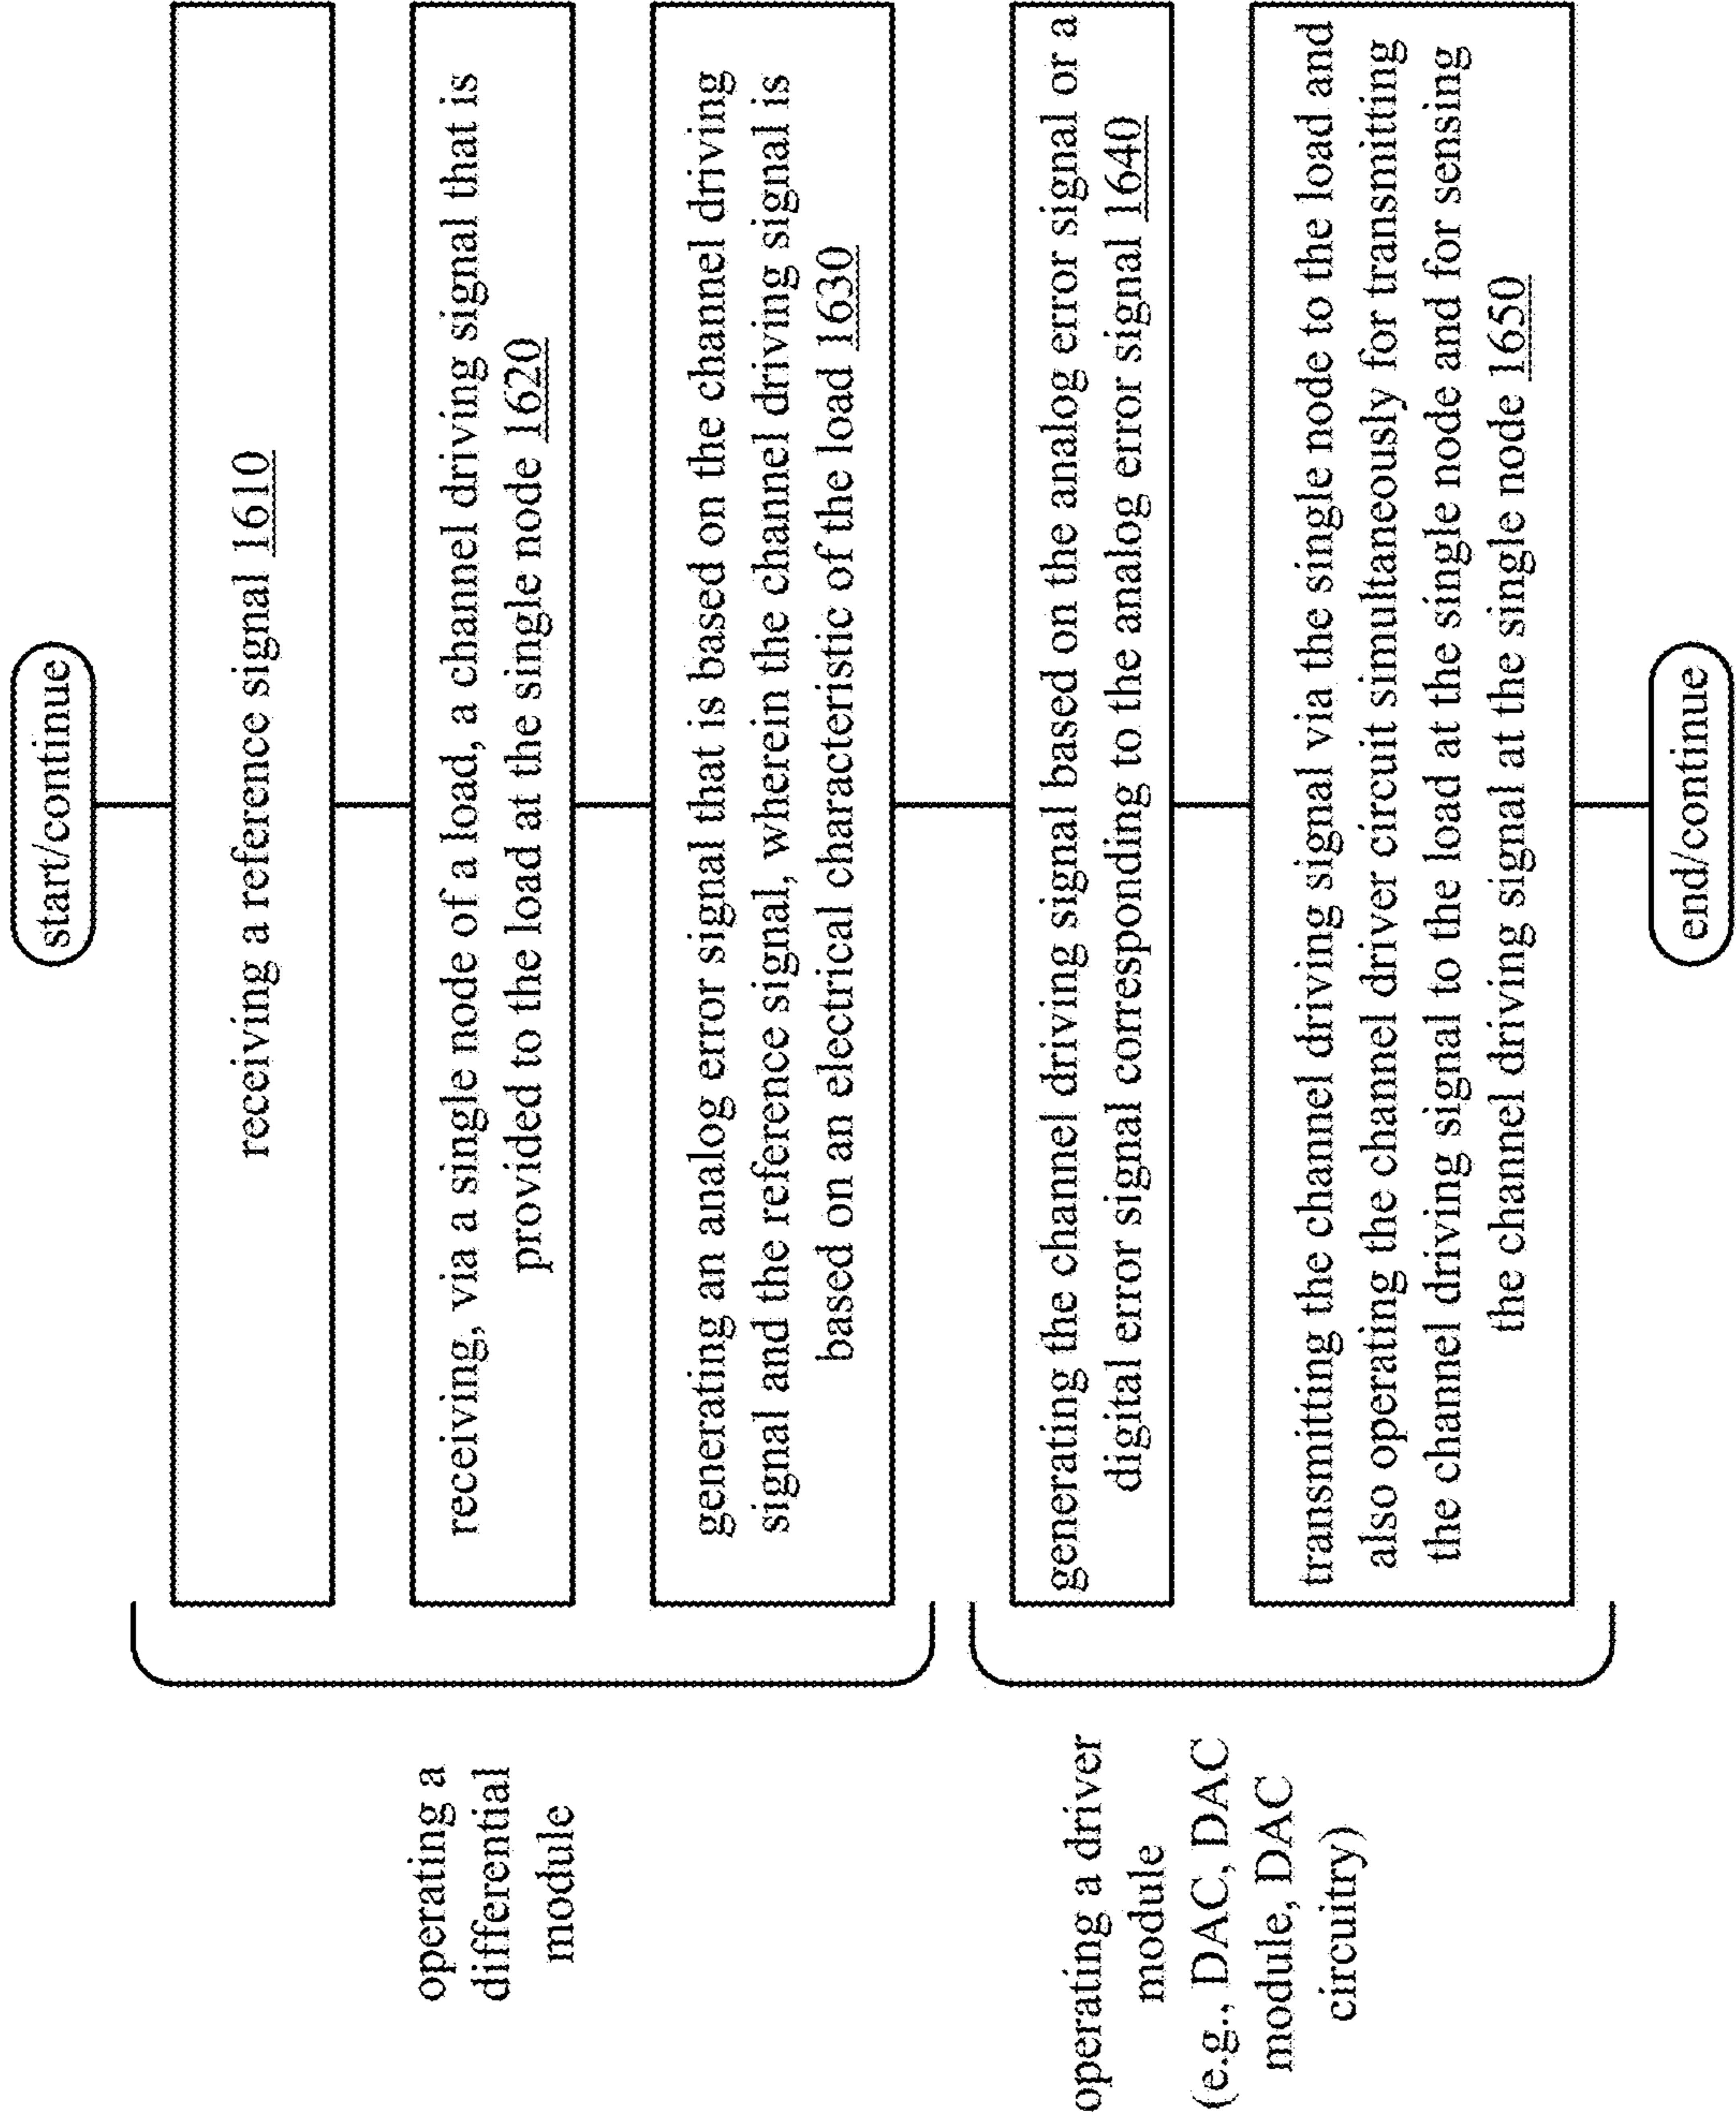 start/continue
operating a
differential
module
receiving a reference signal 1610
receiving, via a single node of a load, a channel driving signal that is
provided to the load at the single node 1620
generating an analog error signal that is based on the channel driving
signal and the reference signal, wherein the channel driving signal is
based on an electrical characteristic of the load 1630
operating a driver
module
(e.g., DAC, DAC
module, DAC
circuitry)
generating the channel driving signal based on the analog error signal or a
digital error signal corresponding to the analog error signal 1640
transmitting the channel driving signal via the single node to the load and
also operating the channel driver circuit simultaneously for transmitting
the channel driving signal to the load at the single node and for sensing
the channel driving signal at the single node 1650
end/continue